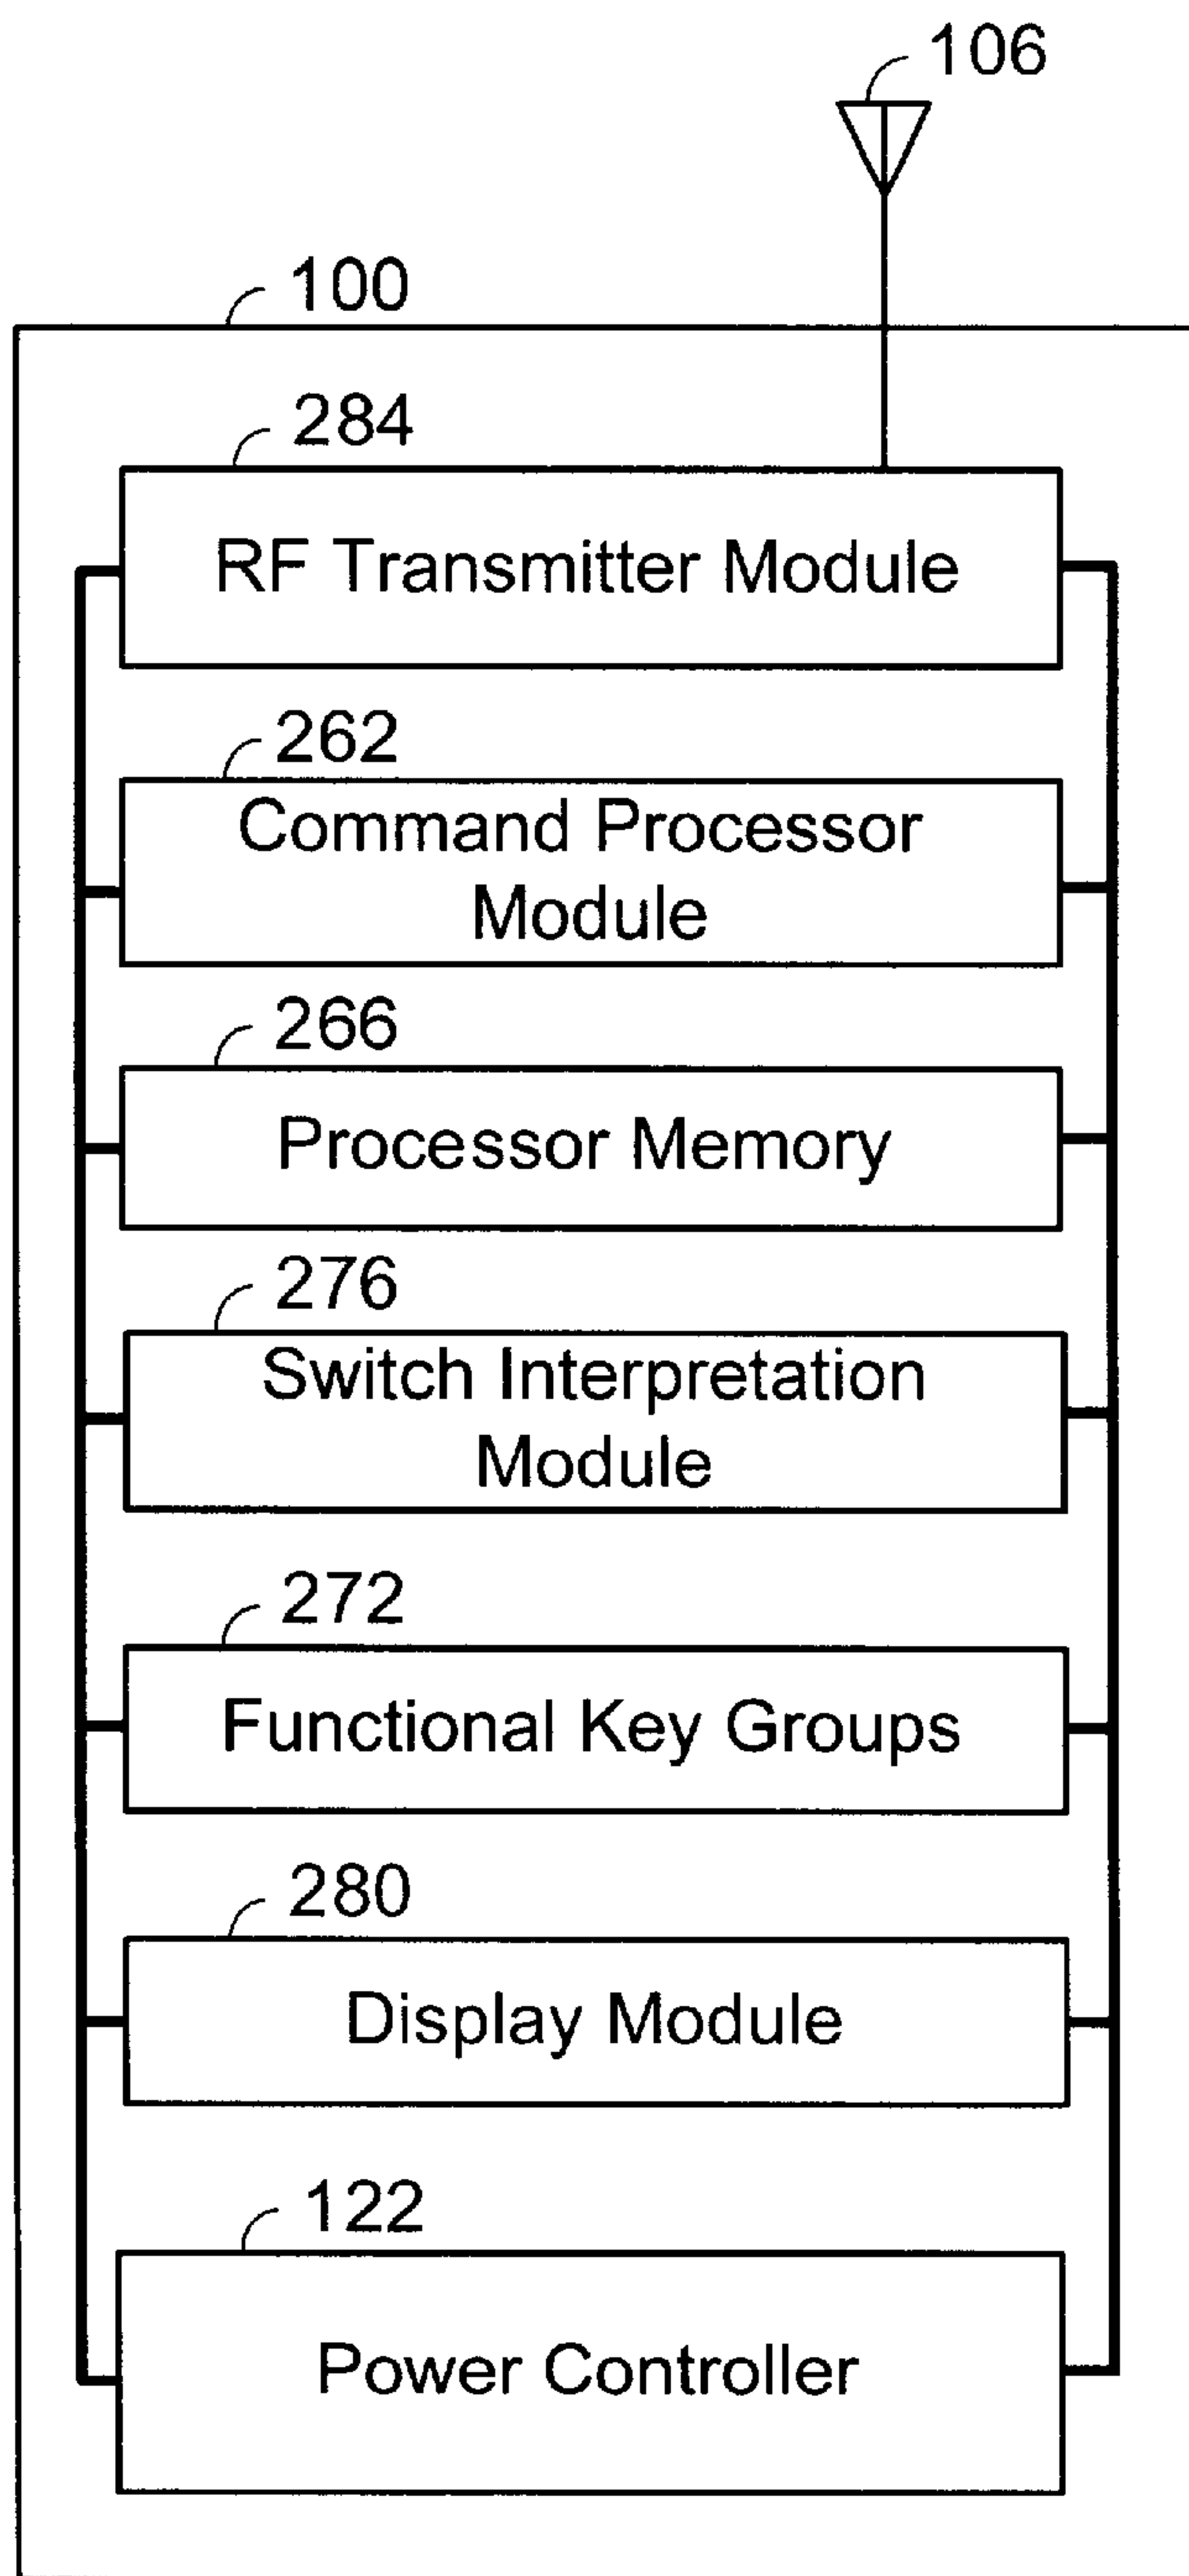 106
100
284
RF Transmitter Module
262
Command Processor
Module
266
Processor Memory
276
Switch Interpretation
Module
272
Functional Key Groups
280
Display Module
122
Power Controller